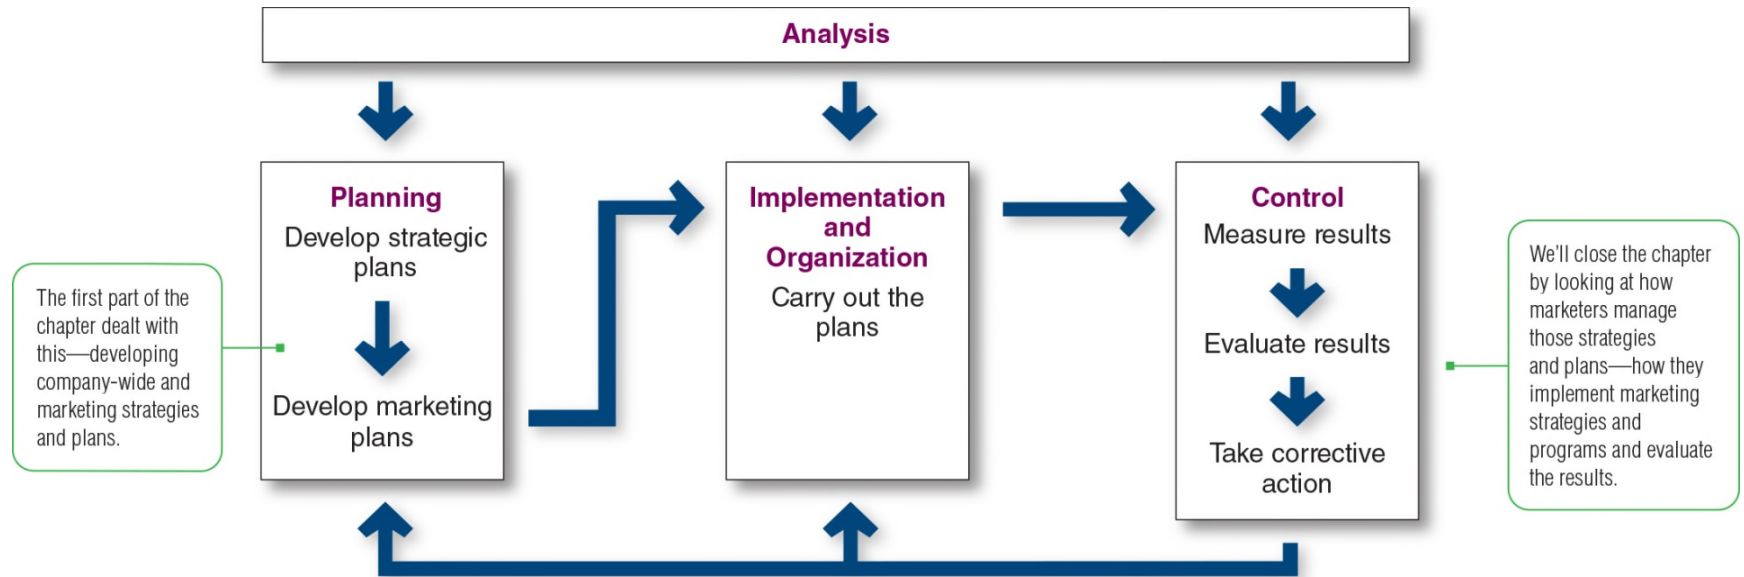 Analysis
Planning
Develop strategic
plans
Develop marketing
plans
Implementation
and
Organization
Carry out the
plans
Control
Measure results
Evaluate results
Take corrective
action
The first part of the
chapter dealt with
this—developing
company-wide and
marketing strategies
and plans.
We’ll close the chapter
by looking at how
marketers manage
those strategies
and plans—how they
implement marketing
strategies and
programs and evaluate
the results.